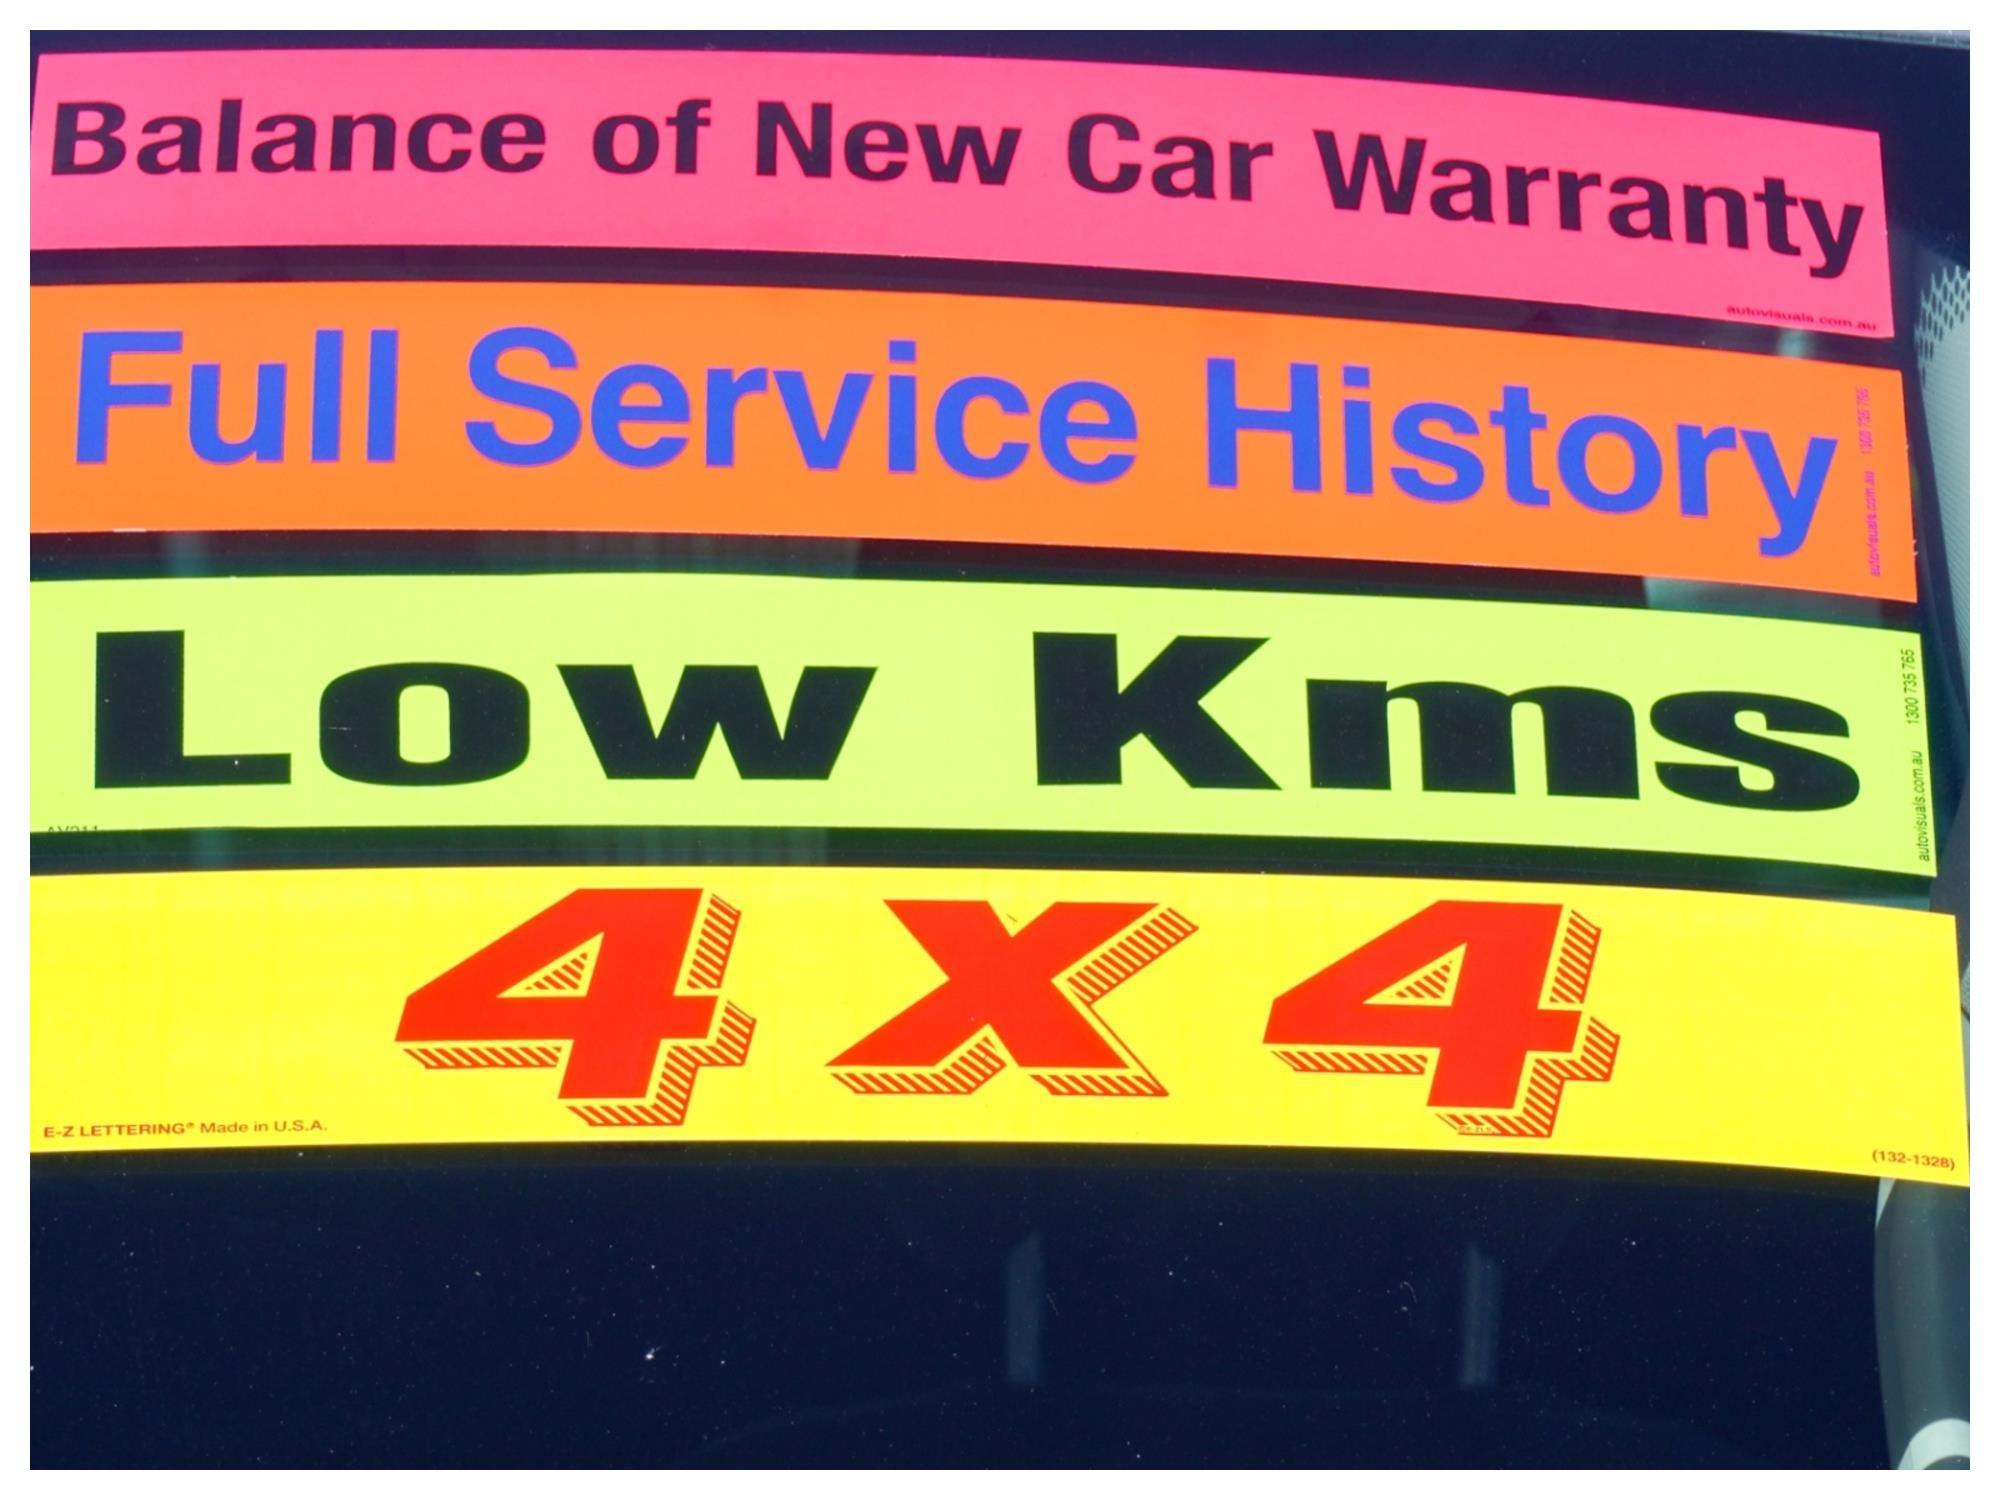 Balance of New Car Warranty
autovisuals.com.au
Full Service History
autovisuals.com.au 1300 735 765
Low Kms
autovisuals.com.au 1300 735 765
AV211
4 x 4
E-Z LETTERING® Made in U.S.A.
(132-1328)